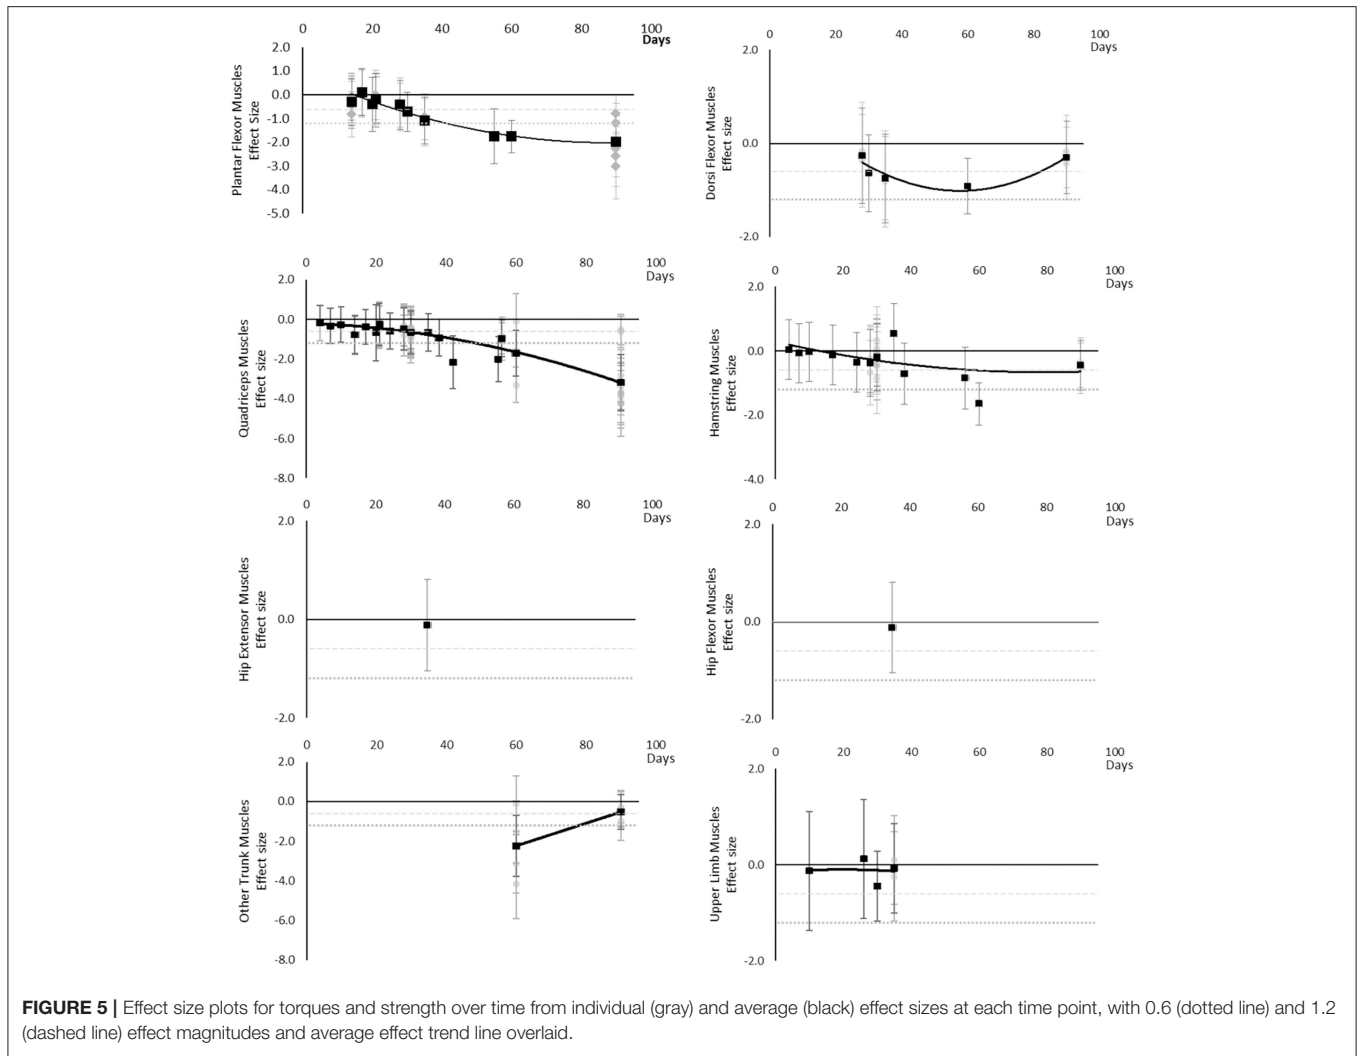 0 20 40 60 80 100
Days
2.0
1.0
0.0
-1.0
-2.0
-3.0
-4.0
-5.0
Plantar Flexor Muscles
Effect Size
0 20 40 60 80 100
Days
2.0
0.0
-2.0
Dorsi Flexor Muscles
Effect size
0 20 40 60 80 100
Days
2.0
0.0
-2.0
-4.0
-6.0
-8.0
Quadriceps Muscles
Effect size
0 20 40 60 80 100
Days
2.0
0.0
-2.0
-4.0
Hamstring Muscles
Effect size
0 20 40 60 80 100
Days
2.0
0.0
-2.0
Hip Extensor Muscles
Effect size
0 20 40 60 80 100
Days
2.0
0.0
-2.0
Hip Flexor Muscles
Effect size
0 20 40 60 80 100
Days
2.0
0.0
-2.0
-4.0
-6.0
-8.0
Other Trunk Muscles
Effect size
0 20 40 60 80 100
Days
2.0
0.0
-2.0
Upper Limb Muscles
Effect size
FIGURE 5 | Effect size plots for torques and strength over time from individual (gray) and average (black) effect sizes at each time point, with 0.6 (dotted line) and 1.2
(dashed line) effect magnitudes and average effect trend line overlaid.